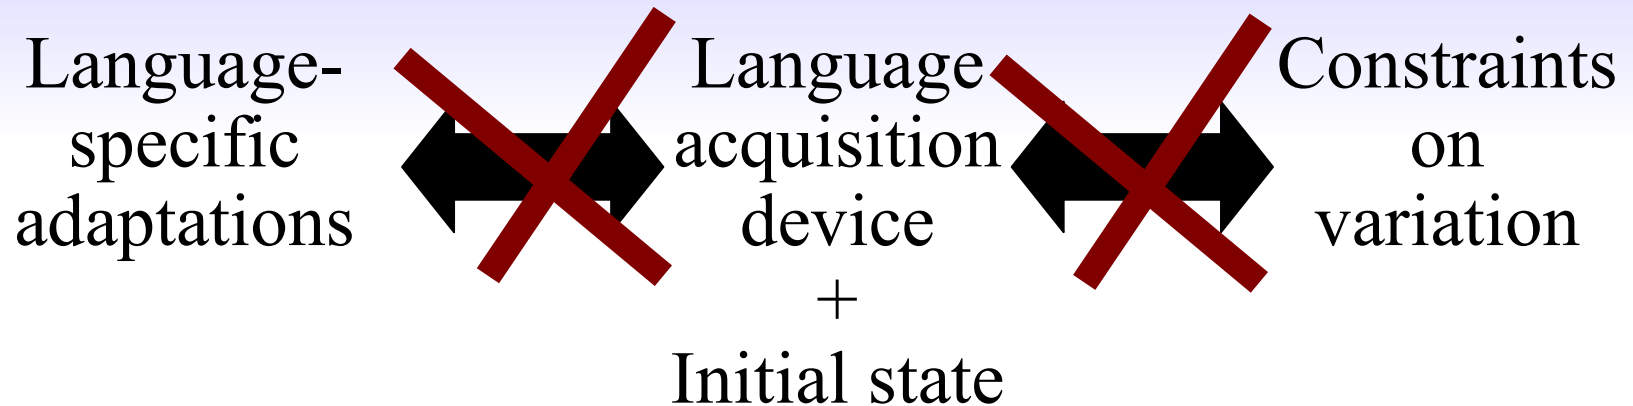 Language-
specific
adaptations
Language
acquisition
device
+
Initial state
Constraints
on
variation